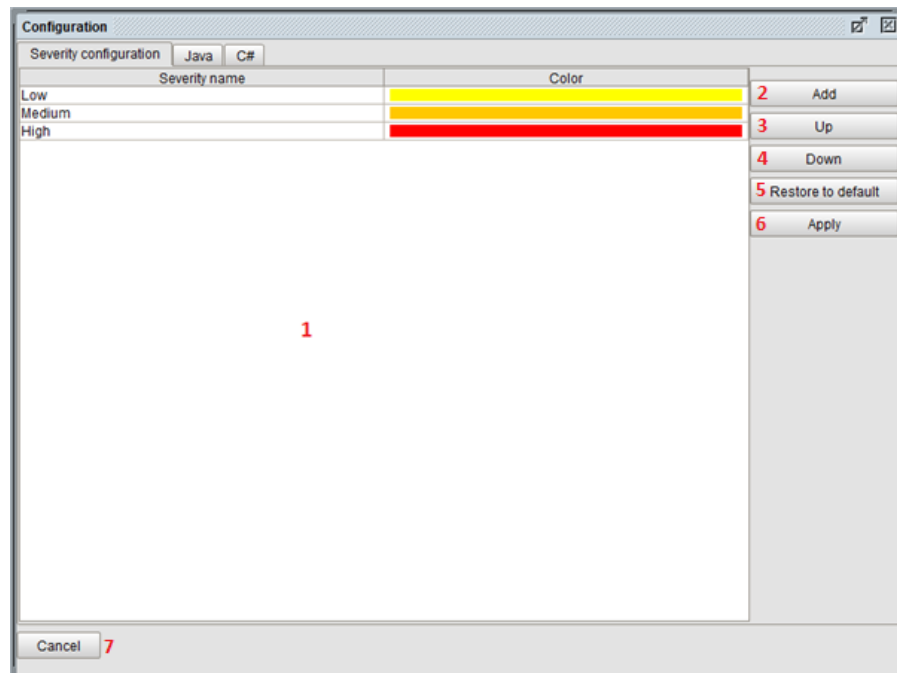 Configuration
Severity configuration Java C#
Severity name Color
Low
Medium
High
2 Add
3 Up
4 Down
5 Restore to default
6 Apply
1
Cancel 7